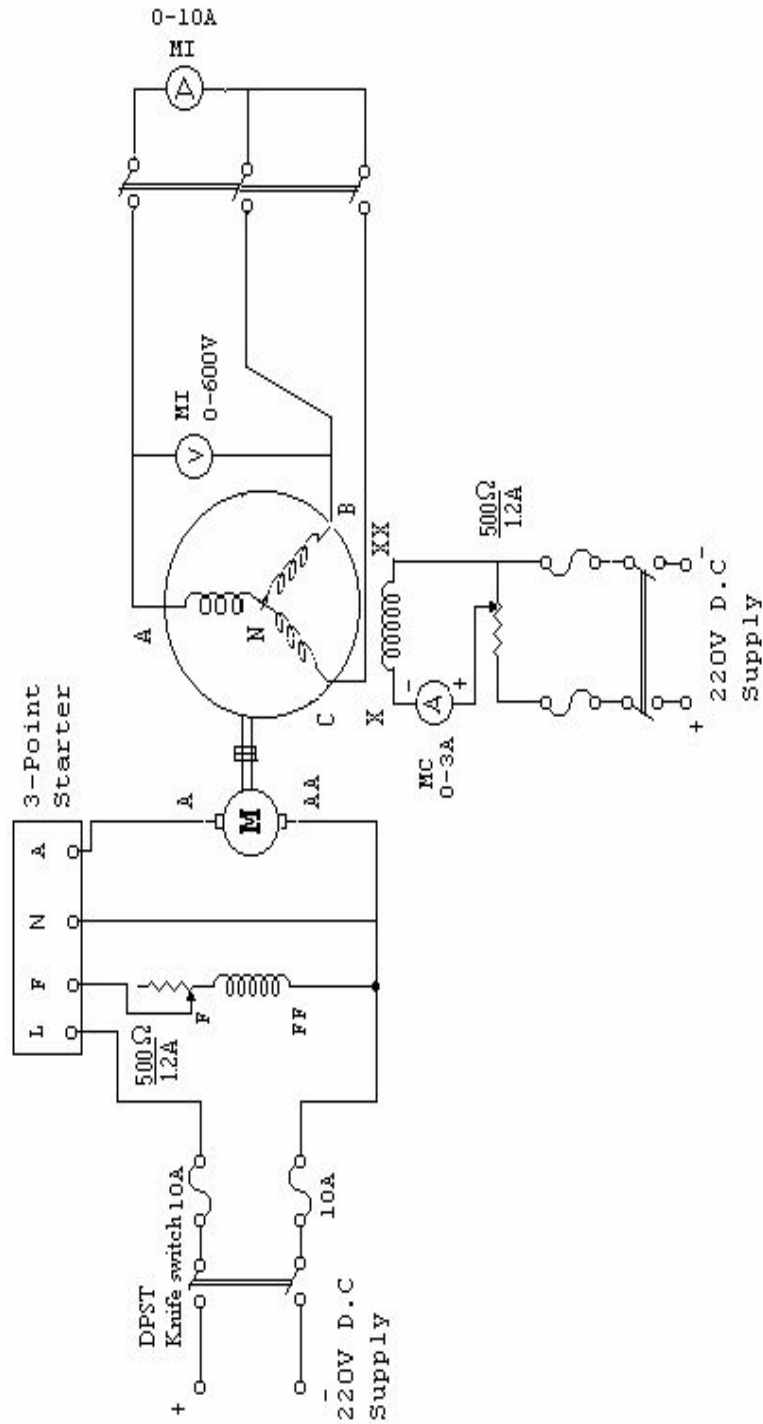 3-Point
Starter
L
F
N
A
500Ω
1.2A
F
FF
DPST
Knife switch 10A
10A
+
-
220V D.C
Supply
A
M
AA
A
N
B
C
V
MI
0-600V
A
MI
0-10A
X
XX
-
A
+
MC
0-3A
500Ω
1.2A
+
-
220V D.C
Supply